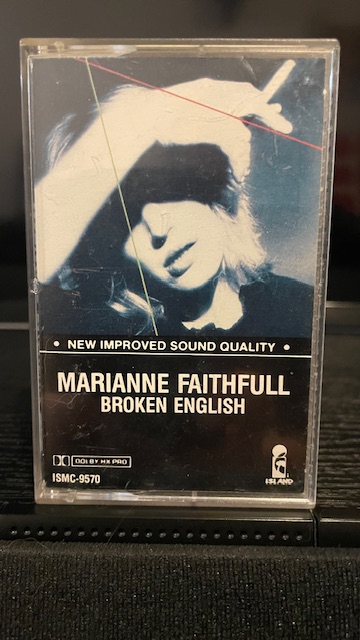 • NEW IMPROVED SOUND QUALITY •
MARIANNE FAITHFULL
BROKEN ENGLISH
DOLBY HX PRO
ISMC-9570
ISLAND